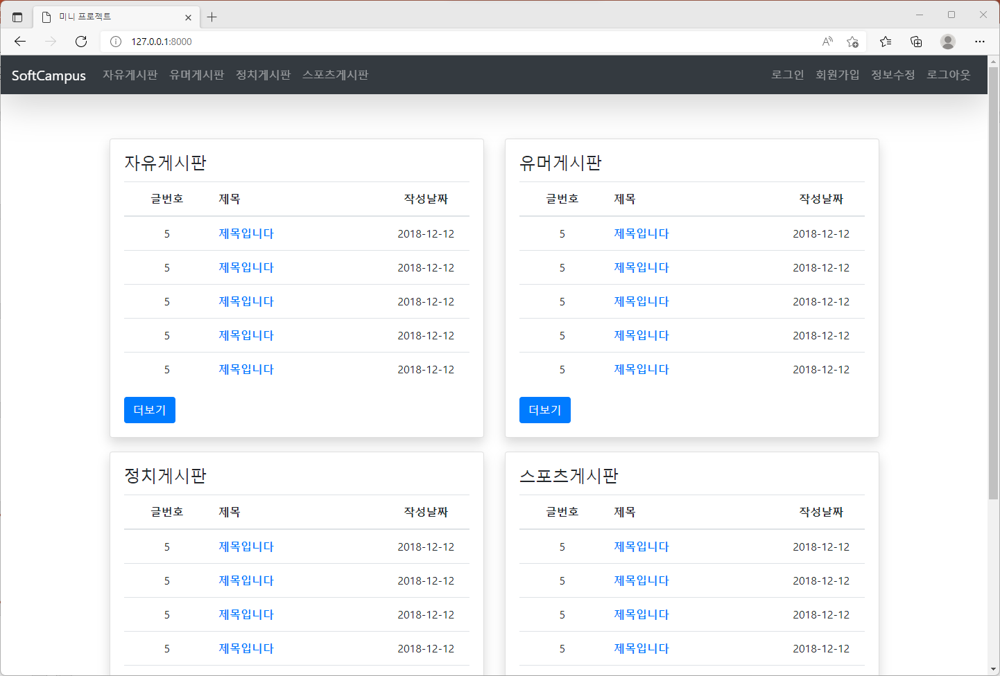 미니 프로젝트
127.0.0.1:8000
SoftCampus 자유게시판 유머게시판 정치게시판 스포츠게시판 로그인 회원가입 정보수정 로그아웃
자유게시판
글번호 제목 작성날짜
5 제목입니다 2018-12-12
5 제목입니다 2018-12-12
5 제목입니다 2018-12-12
5 제목입니다 2018-12-12
5 제목입니다 2018-12-12
더보기
유머게시판
글번호 제목 작성날짜
5 제목입니다 2018-12-12
5 제목입니다 2018-12-12
5 제목입니다 2018-12-12
5 제목입니다 2018-12-12
5 제목입니다 2018-12-12
더보기
정치게시판
글번호 제목 작성날짜
5 제목입니다 2018-12-12
5 제목입니다 2018-12-12
5 제목입니다 2018-12-12
5 제목입니다 2018-12-12
스포츠게시판
글번호 제목 작성날짜
5 제목입니다 2018-12-12
5 제목입니다 2018-12-12
5 제목입니다 2018-12-12
5 제목입니다 2018-12-12